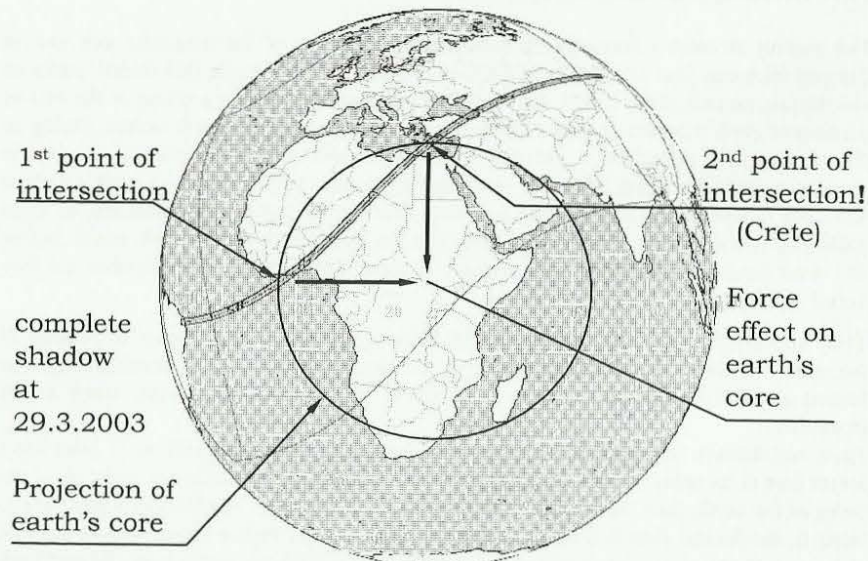 1st point of
intersection
2nd point of
intersection!
(Crete)
complete
shadow
at
29.3.2003
Force
effect on
earth's
core
Projection of
earth's core